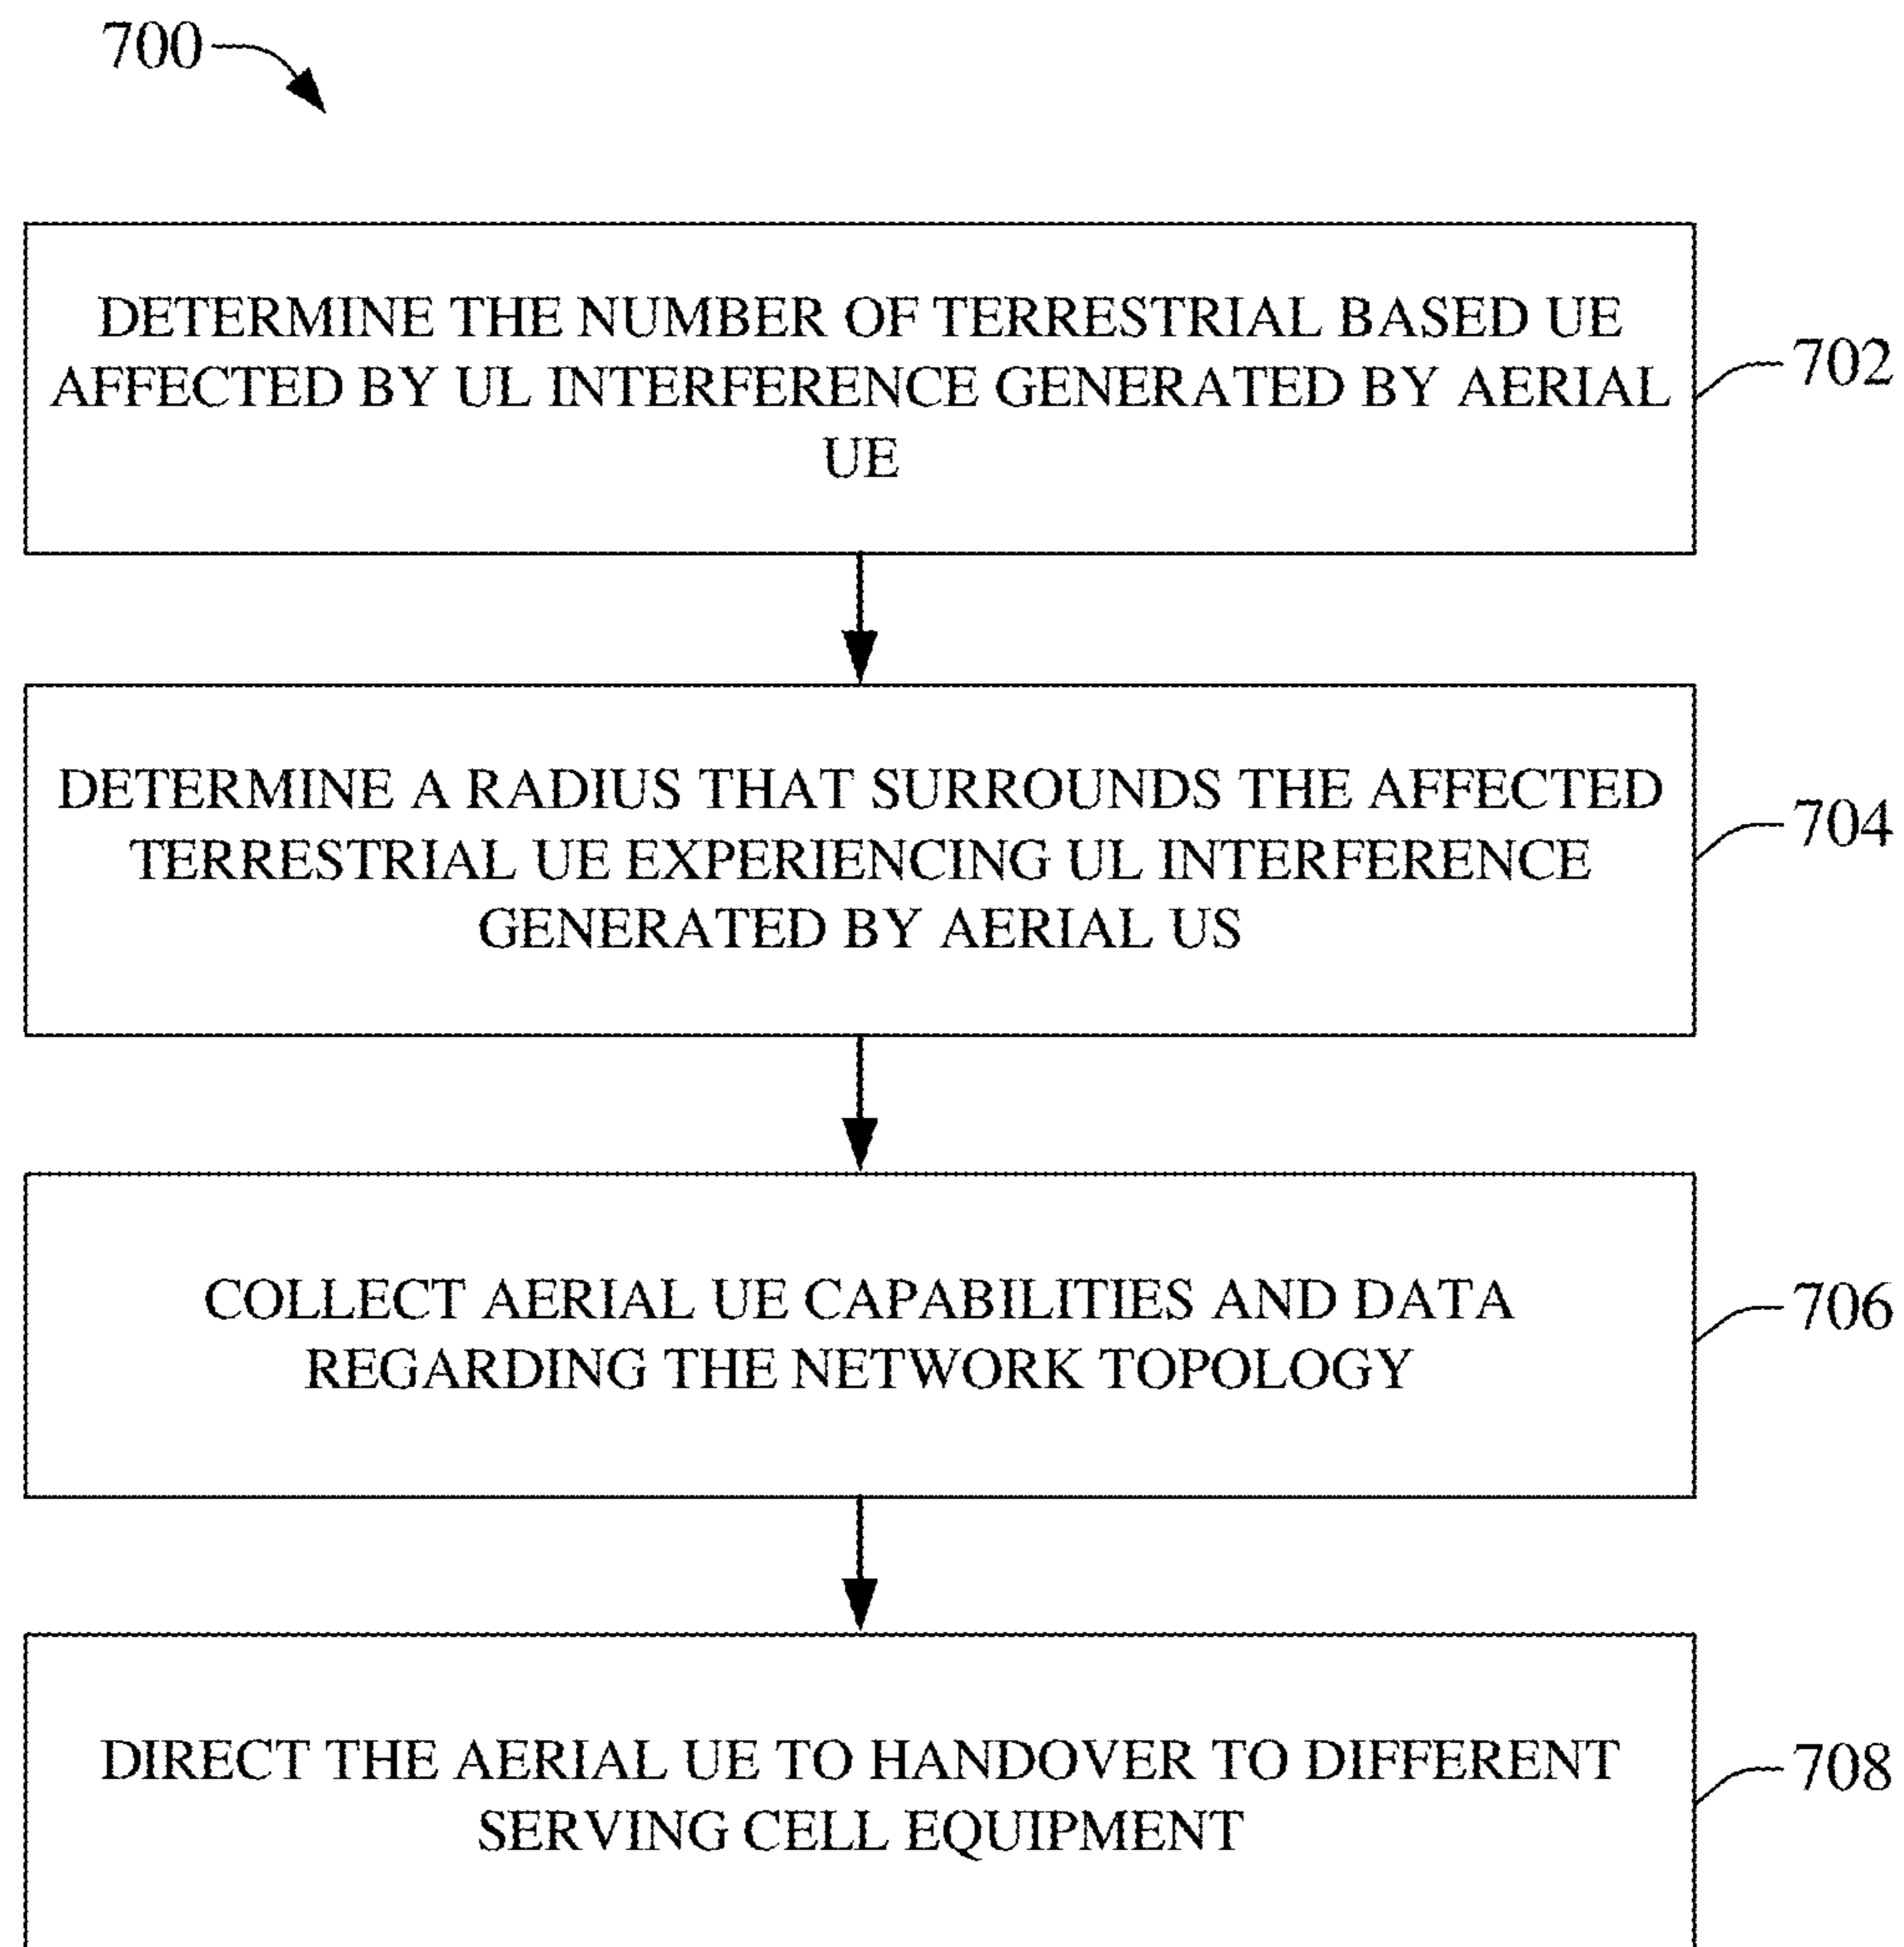 700
DETERMINE THE NUMBER OF TERRESTRIAL BASED UE
AFFECTED BY UL INTERFERENCE GENERATED BY AERIAL
UE
702
DETERMINE A RADIUS THAT SURROUNDS THE AFFECTED
TERRESTRIAL UE EXPERIENCING UL INTERFERENCE
GENERATED BY AERIAL US
704
COLLECT AERIAL UE CAPABILITIES AND DATA
REGARDING THE NETWORK TOPOLOGY
706
DIRECT THE AERIAL UE TO HANDOVER TO DIFFERENT
SERVING CELL EQUIPMENT
708